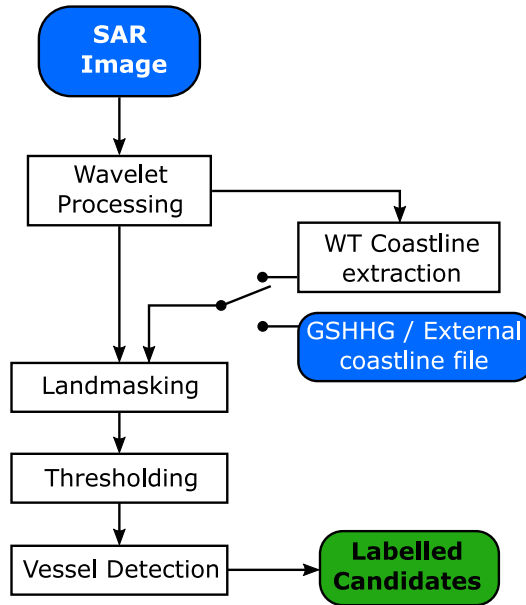 SAR
Image
Wavelet
Processing
WT Coastline
extraction
GSHHG / External
coastline file
Landmasking
Thresholding
Vessel Detection
Labelled
Candidates